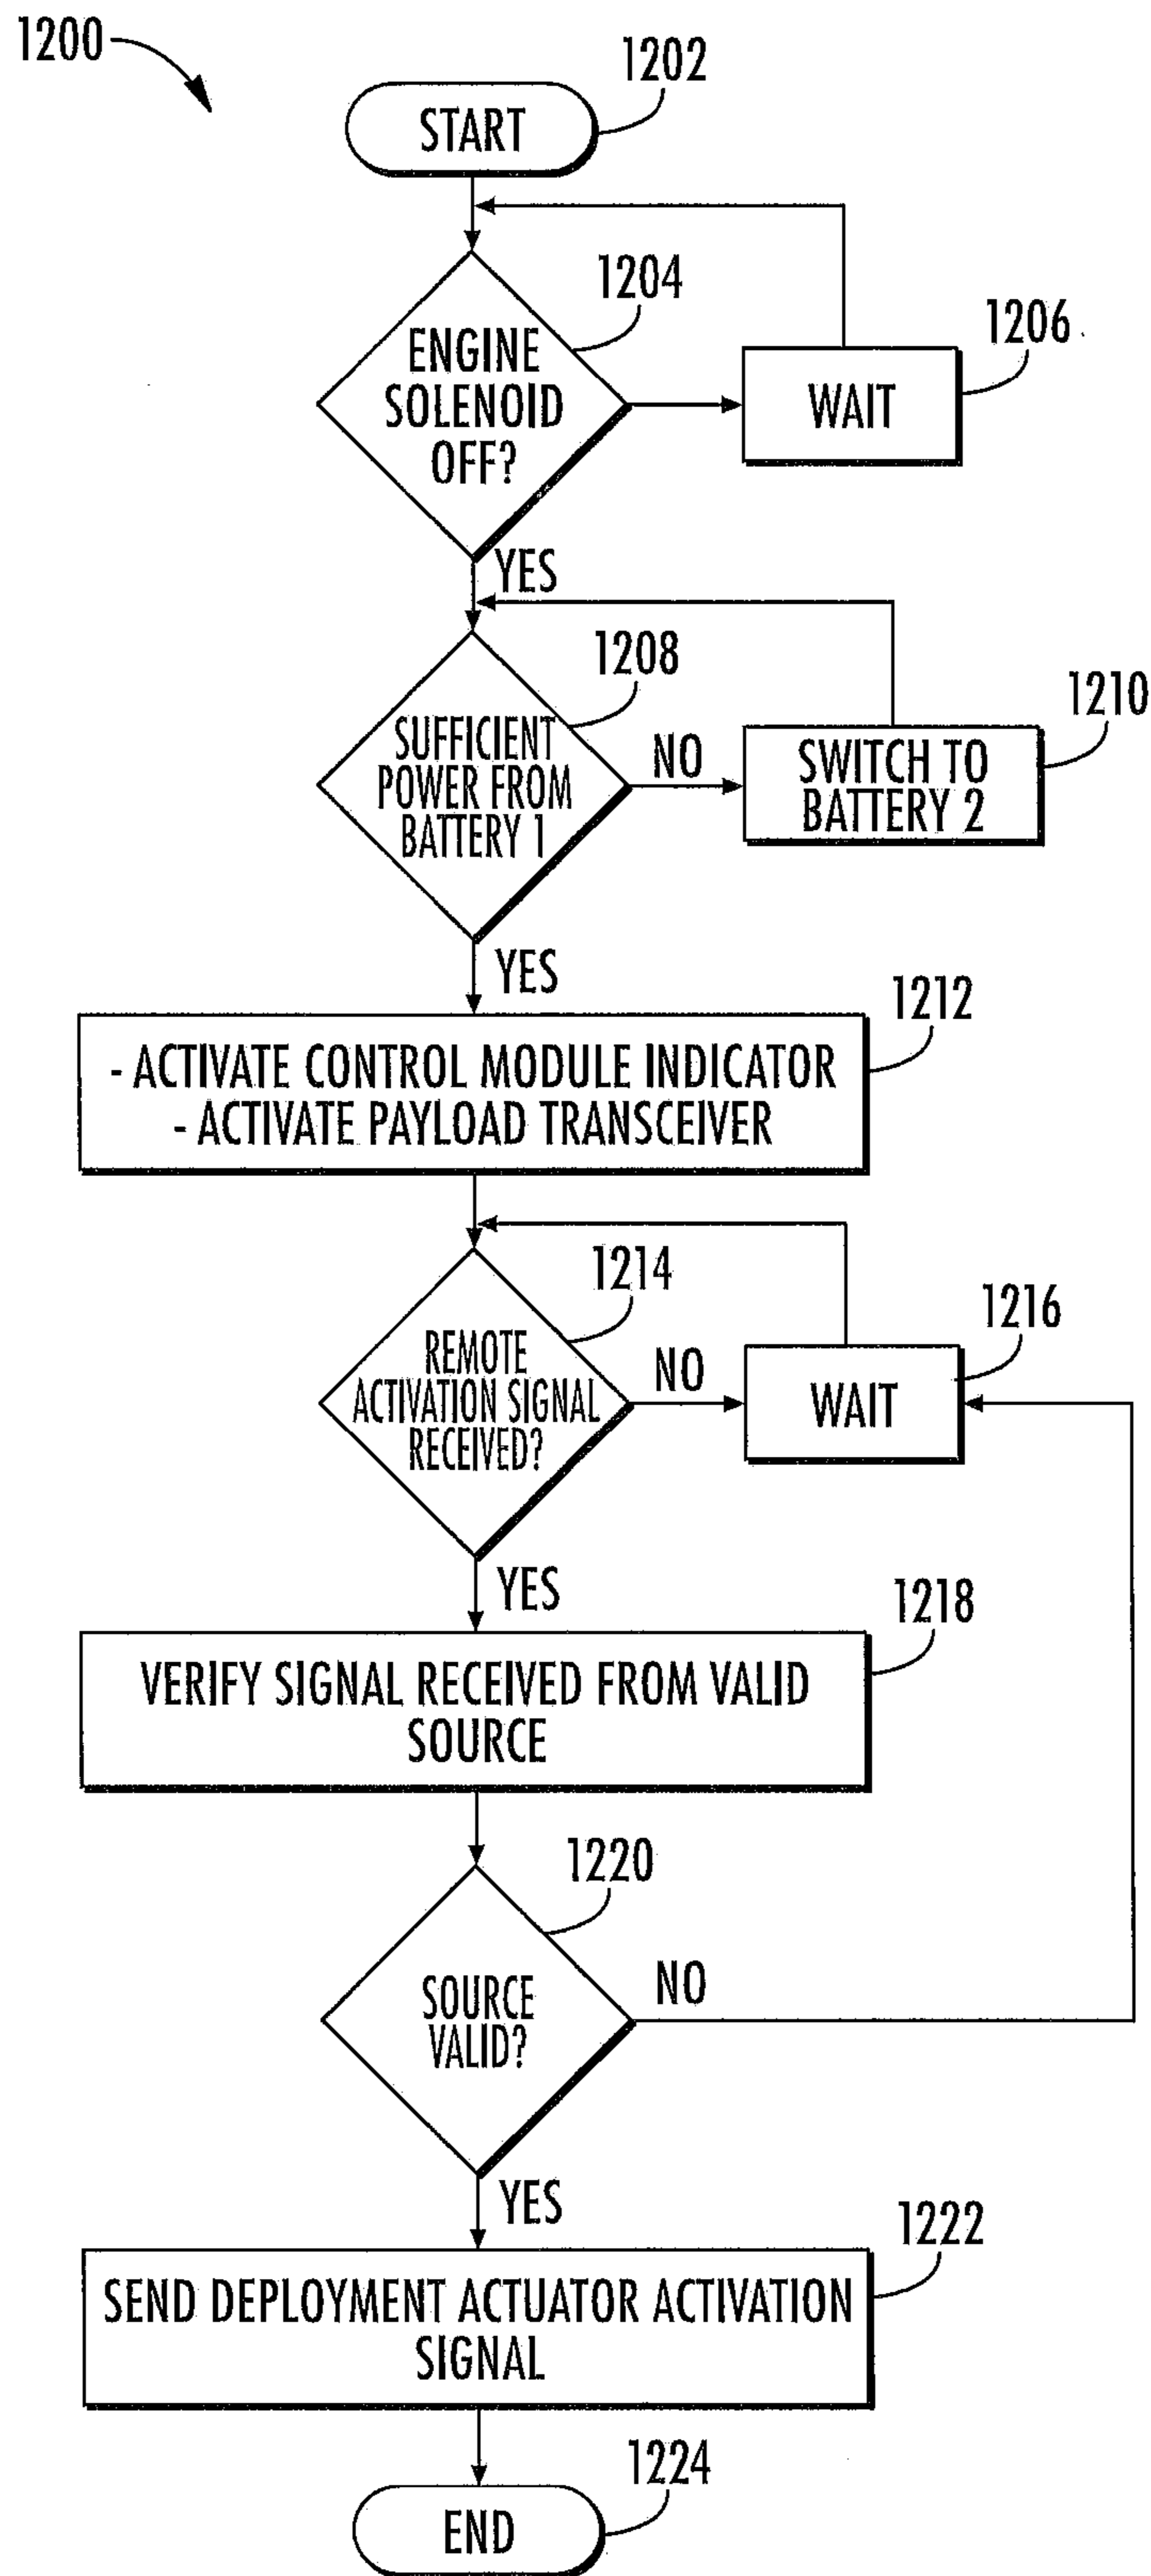 1200
1202
START
1204
ENGINE
SOLENOID
OFF?
1206
WAIT
YES
1208
SUFFICIENT
POWER FROM
BATTERY 1
NO
1210
SWITCH TO
BATTERY 2
YES
1212
- ACTIVATE CONTROL MODULE INDICATOR
- ACTIVATE PAYLOAD TRANSCEIVER
1214
REMOTE
ACTIVATION SIGNAL
RECEIVED?
NO
1216
WAIT
YES
1218
VERIFY SIGNAL RECEIVED FROM VALID
SOURCE
1220
SOURCE
VALID?
NO
YES
1222
SEND DEPLOYMENT ACTUATOR ACTIVATION
SIGNAL
1224
END